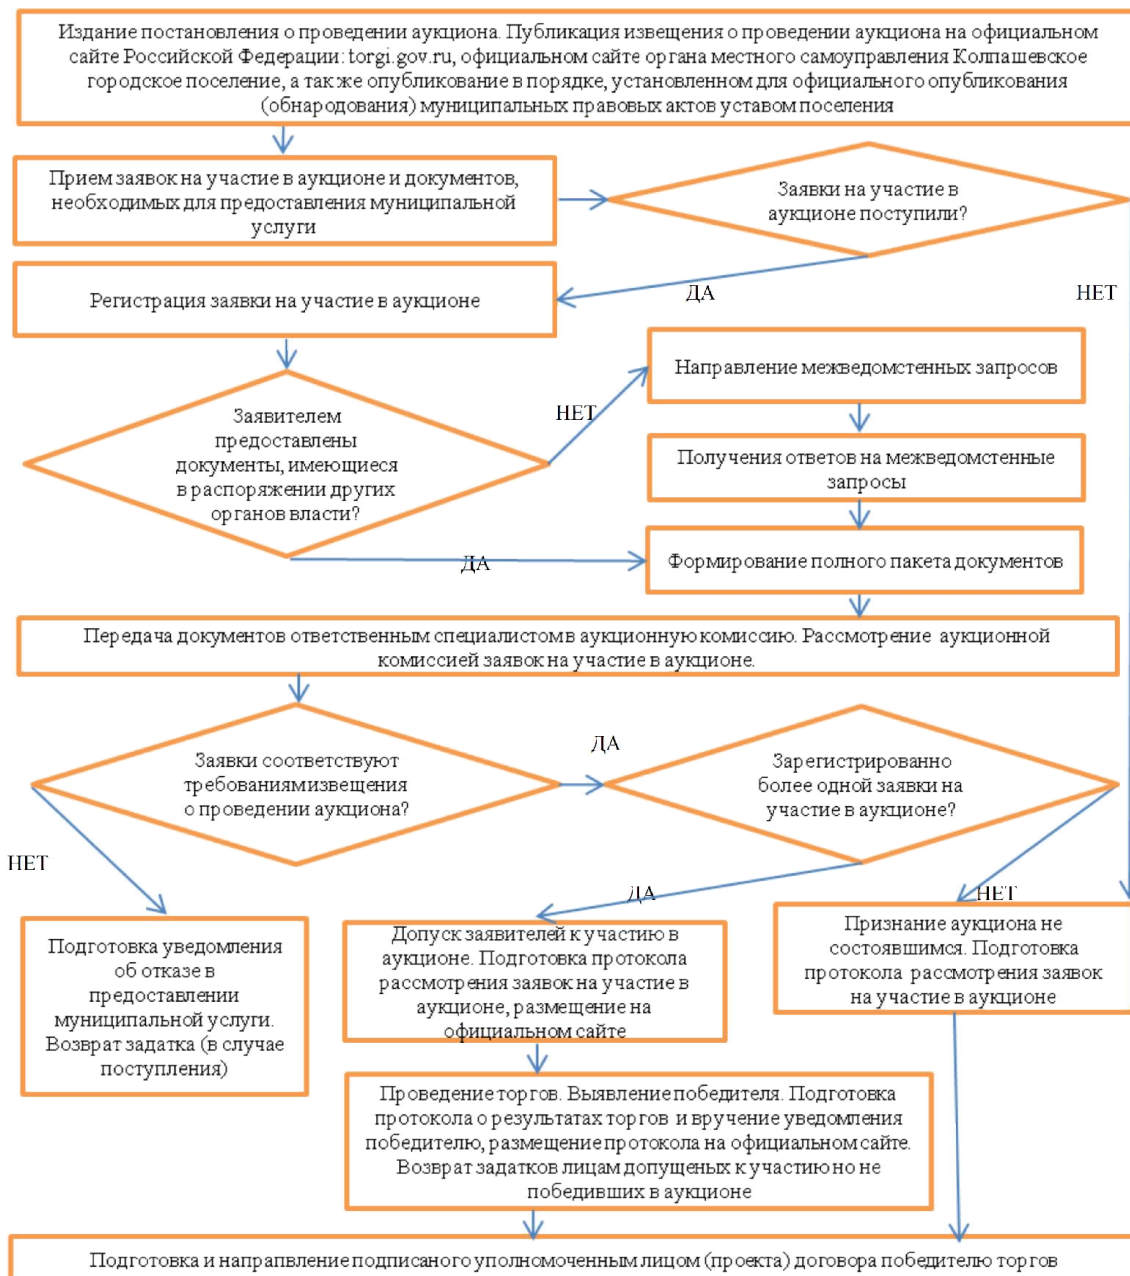 Издание постановления о проведении аукциона. Публикация извещения о проведении аукциона на официальном
сайте Российской Федерации: torgi.gov.ru, официальном сайте органа местного самоуправления Колпашевское
городское поселение, а так же опубликование в порядке, установленном для официального опубликования
(обнародования) муниципальных правовых актов уставом поселения
Прием заявок на участие в аукционе и документов,
необходимых для предоставления муниципальной
услуги
Заявки на участие в
аукционе поступили?
ДА
НЕТ
Регистрация заявки на участие в аукционе
Заявителем
предоставлены
документы, имеющиеся
в распоряжении других
органов власти?
НЕТ
Направление межведомстенных запросов
Получения ответов на межведомстенные
запросы
ДА
Формирование полного пакета документов
Передача документов ответственным специалистом в аукционную комиссию. Рассмотрение аукционной
комиссией заявок на участие в аукционе.
Заявки соответствуют
требованиям извещения
о проведении аукциона?
ДА
Зарегистрированно
более одной заявки на
участие в аукционе?
НЕТ
ДА
НЕТ
Подготовка уведомления
об отказе в
предоставлении
муниципальной услуги.
Возврат задатка (в случае
поступления)
Допуск заявителей к участию в
аукционе. Подготовка протокола
рассмотрения заявок на участие в
аукционе, размещение на
официальном сайте
Признание аукциона не
состоявшимся. Подготовка
протокола рассмотрения заявок
на участие в аукционе
Проведение торгов. Выявление победителя. Подготовка
протокола о результатах торгов и вручение уведомления
победителю, размещение протокола на официальном сайте.
Возврат задатков лицам допущеных к участию но не
победивших в аукционе
Подготовка и напрапвление подписаного уполномоченным лицом (проекта) договора победителю торгов